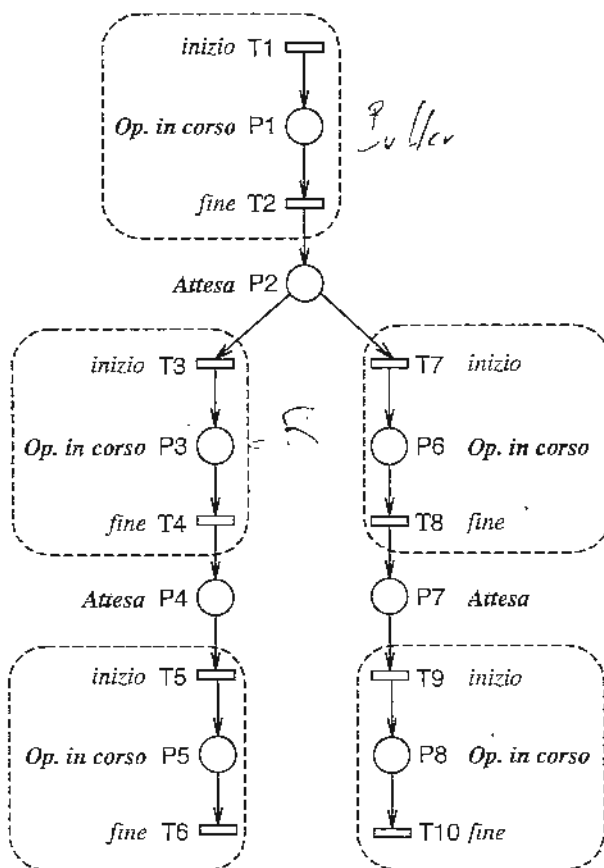 inizio T1
Op. in corso P1
fine T2
Attesa P2
inizio T3
T7 inizio
Op. in corso P3
P6 Op. in corso
fine T4
T8 fine
Attesa P4
P7 Attesa
inizio T5
T9 inizio
Op. in corso P5
P8 Op. in corso
fine T6
T10 fine